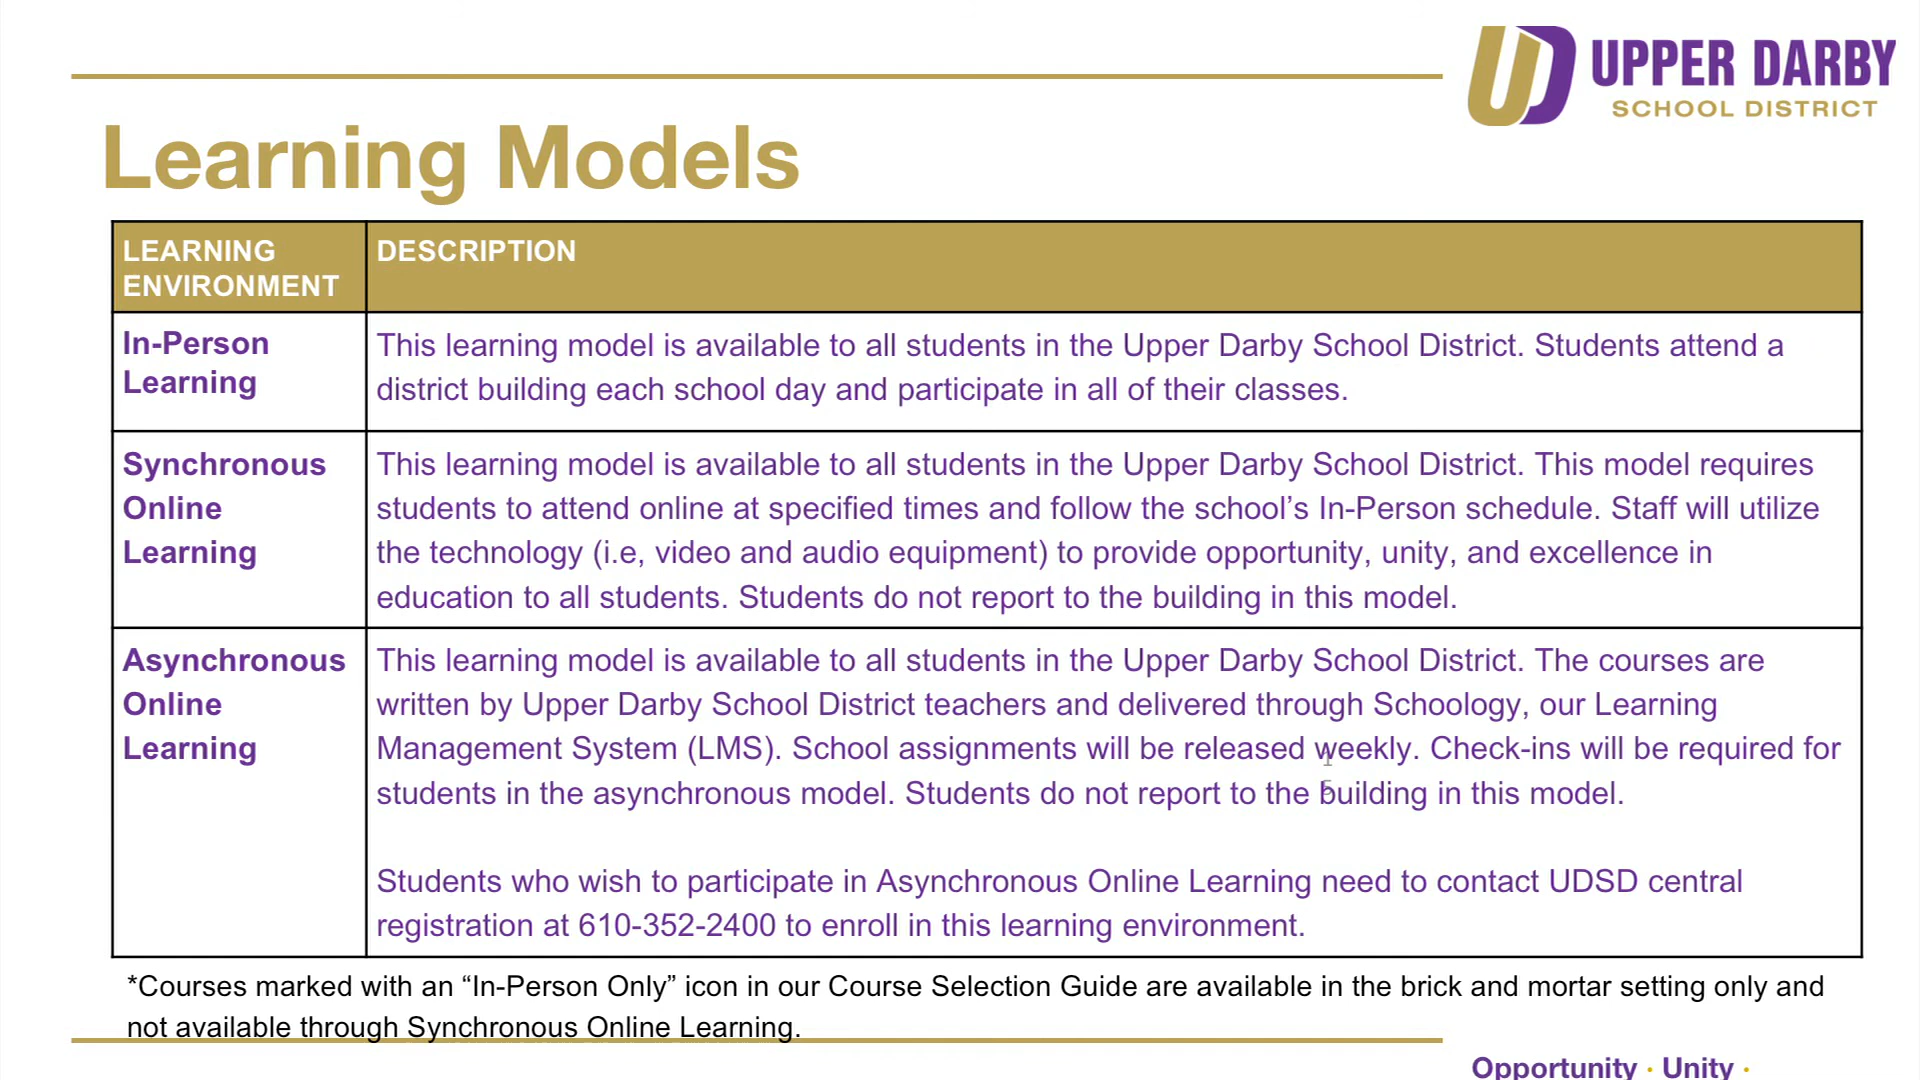 UPPER DARBY
SCHOOL DISTRICT
Learning Models
LEARNING
ENVIRONMENT
DESCRIPTION
In-Person
Learning
This learning model is available to all students in the Upper Darby School District. Students attend a
district building each school day and participate in all of their classes.
Synchronous
Online
Learning
This learning model is available to all students in the Upper Darby School District. This model requires
students to attend online at specified times and follow the school’s In-Person schedule. Staff will utilize
the technology (i.e, video and audio equipment) to provide opportunity, unity, and excellence in
education to all students. Students do not report to the building in this model.
Asynchronous
Online
Learning
This learning model is available to all students in the Upper Darby School District. The courses are
written by Upper Darby School District teachers and delivered through Schoology, our Learning
Management System (LMS). School assignments will be released weekly. Check-ins will be required for
students in the asynchronous model. Students do not report to the building in this model.
Students who wish to participate in Asynchronous Online Learning need to contact UDSD central
registration at 610-352-2400 to enroll in this learning environment.
*Courses marked with an “In-Person Only” icon in our Course Selection Guide are available in the brick and mortar setting only and
not available through Synchronous Online Learning.
Opportunity · Unity ·